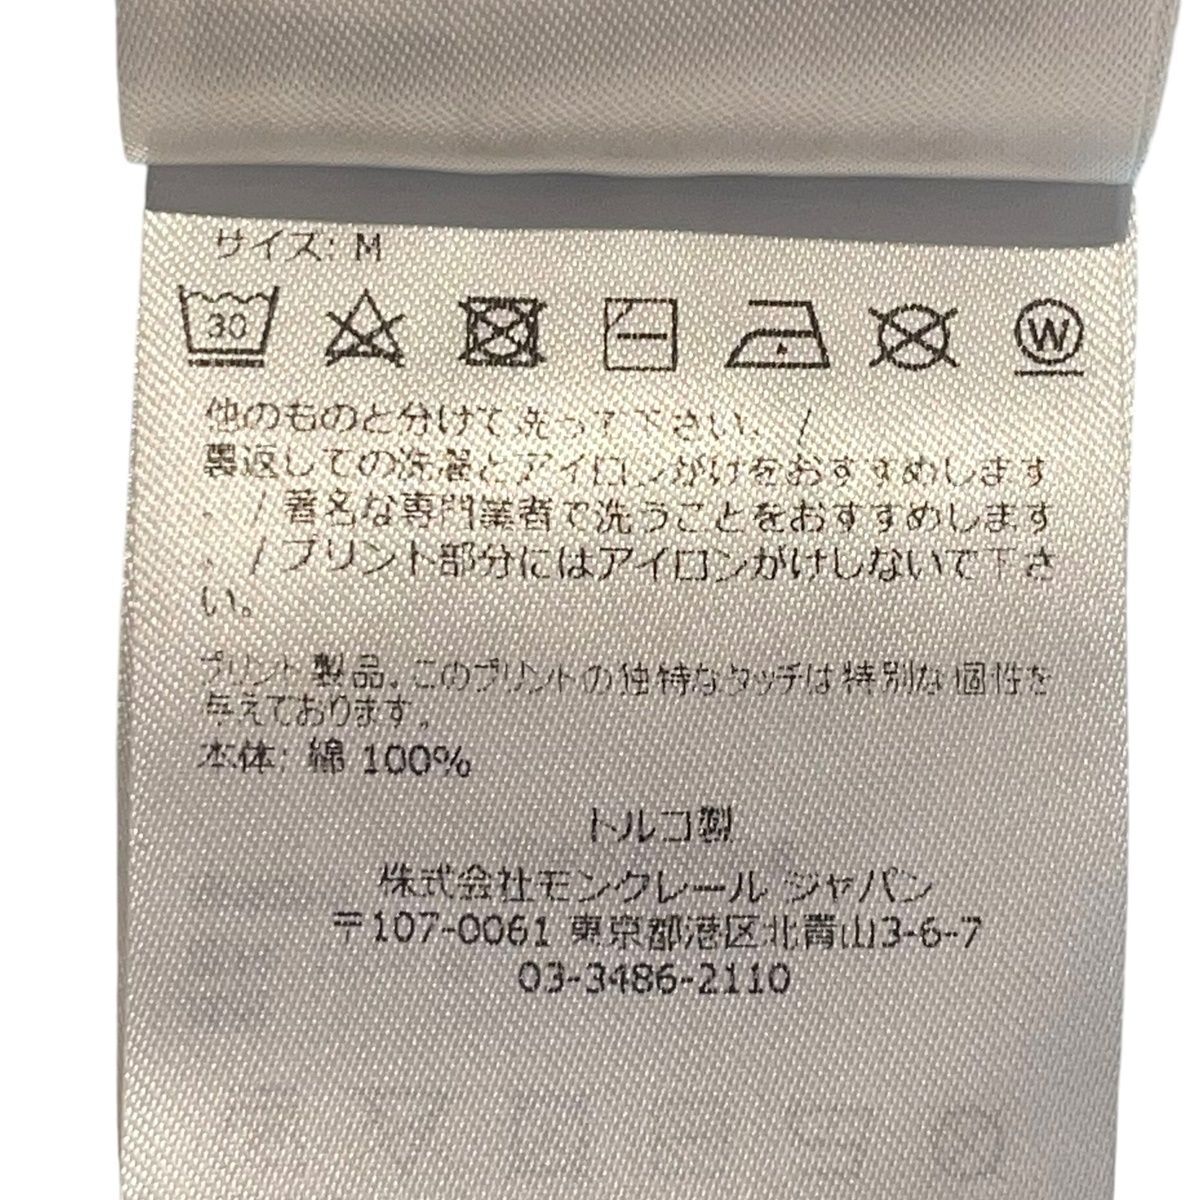 サイズ: M
30
W
他のものと分けて洗って下さい。 /
裏返しての洗濯とアイロンがけをおすすめします
。 / 著名な専門業者で洗うことをおすすめします
。 / プリント部分にはアイロンがけしないで下さ
い。
プリント製品。このプリントの独特なタッチは特別な個性を
与えております。
本体: 綿 100%
トルコ製
株式会社モンクレール ジャパン
〒107-0061 東京都港区北青山3-6-7
03-3486-2110